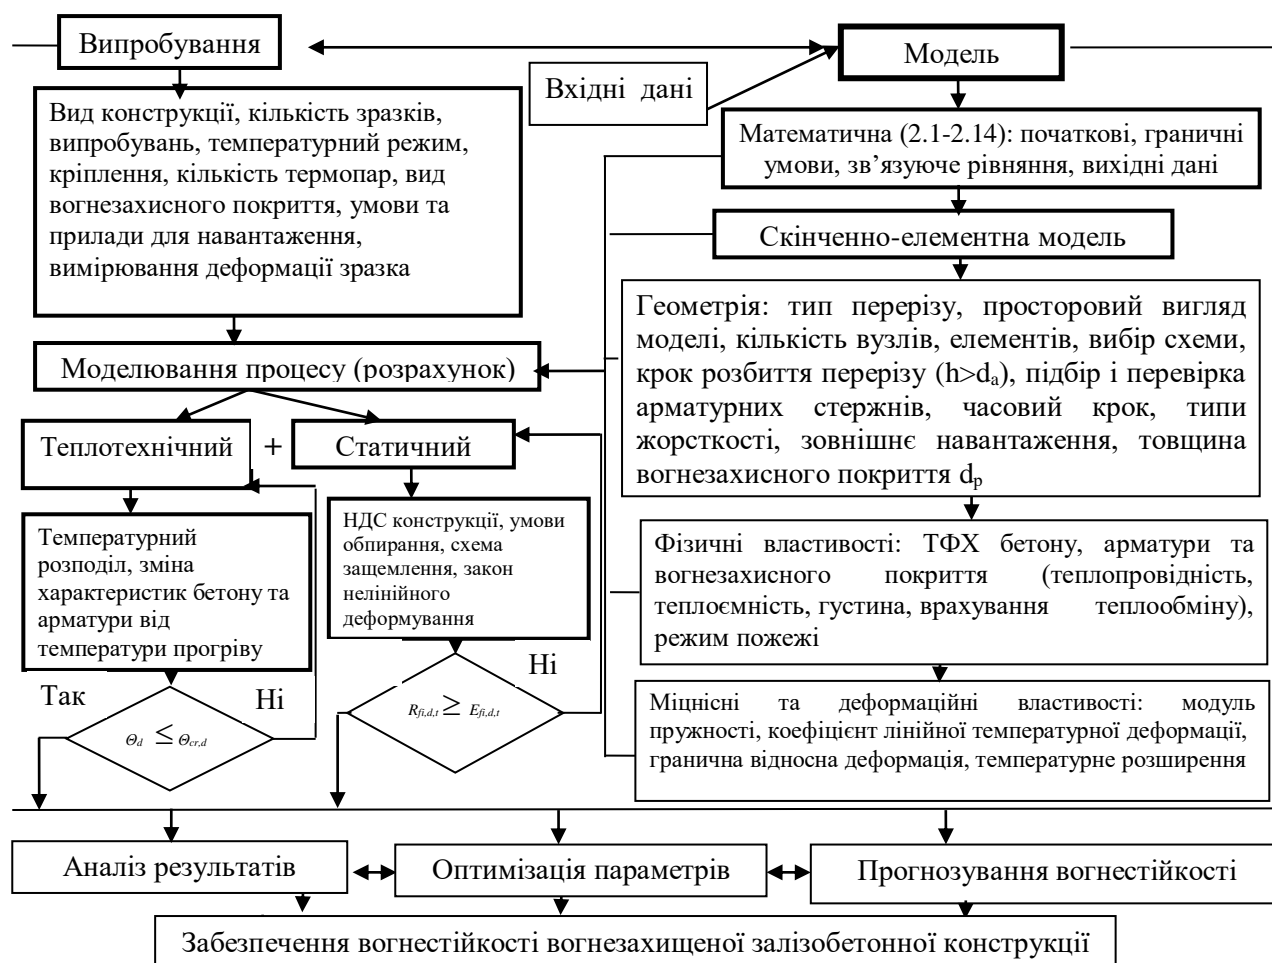 Випробування
Модель
Вхідні дані
Вид конструкції, кількість зразків,
випробувань, температурний режим,
кріплення, кількість термопар, вид
вогнезахисного покриття, умови та
прилади для навантаження,
вимірювання деформації зразка
Математична (2.1-2.14): початкові, граничні
умови, зв’язуюче рівняння, вихідні дані
Скінченно-елементна модель
Геометрія: тип перерізу, просторовий вигляд
моделі, кількість вузлів, елементів, вибір схеми,
крок розбиття перерізу (h>dₐ), підбір і перевірка
арматурних стержнів, часовий крок, типи
жорсткості, зовнішнє навантаження, товщина
вогнезахисного покриття dₚ
Моделювання процесу (розрахунок)
Теплотехнічний
+
Статичний
Температурний
розподіл, зміна
характеристик бетону та
арматури від
температури прогріву
НДС конструкції, умови
обпирання, схема
защемлення, закон
нелінійного
деформування
Фізичні властивості: ТФХ бетону, арматури та
вогнезахисного покриття (теплопровідність,
теплоємність, густина, врахування теплообміну),
режим пожежі
Так
Ні
Θd ≤ Θcr,d
Ні
Rfi,d,t ≥ Efi,d,t
Міцнісні та деформаційні властивості: модуль
пружності, коефіцієнт лінійної температурної деформації,
гранична відносна деформація, температурне розширення
Аналіз результатів
Оптимізація параметрів
Прогнозування вогнестійкості
Забезпечення вогнестійкості вогнезахищеної залізобетонної конструкції